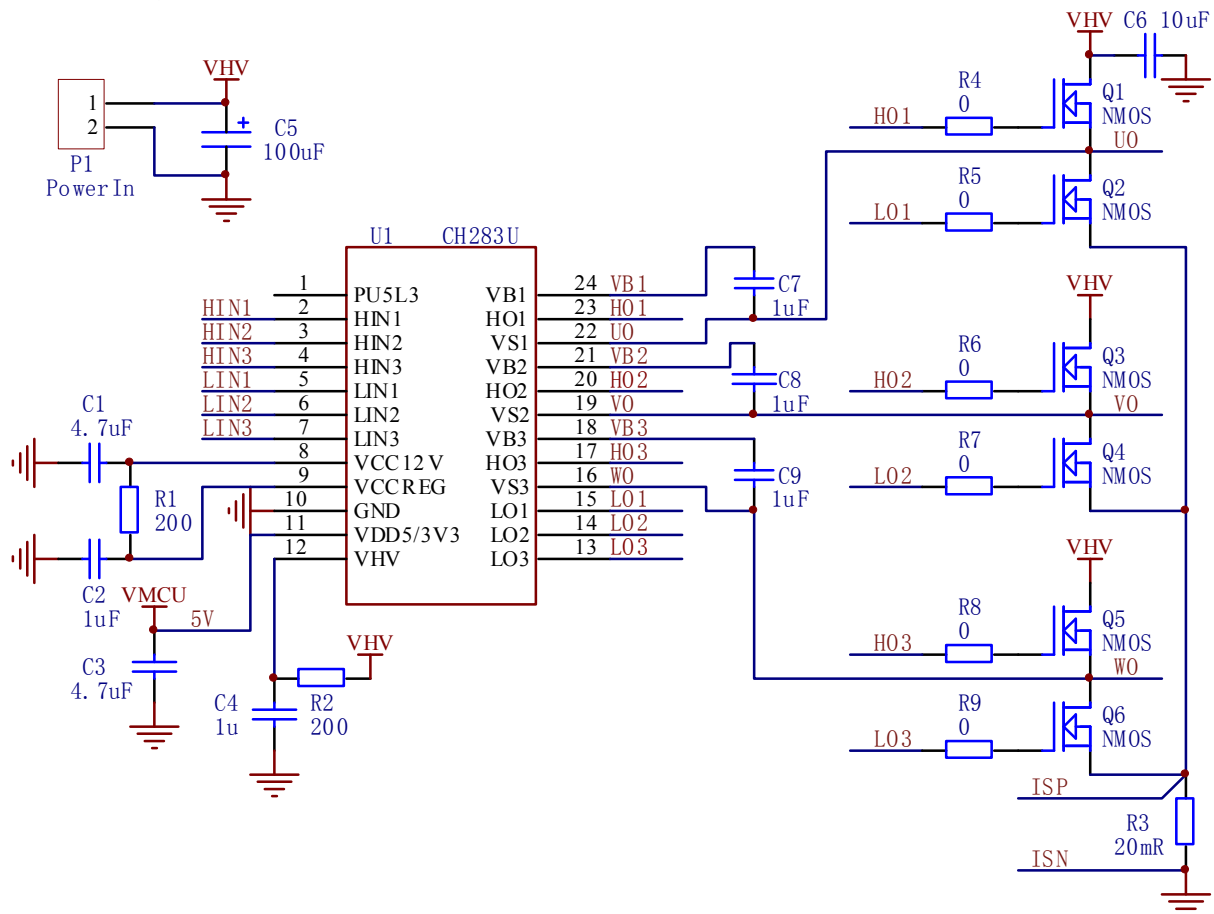 VHV
1
2
P1
PowerIn
+
C5
100uF
U1 CH283U
1 PU5L3
HIN1 2 HIN1
HIN2 3 HIN2
HIN3 4 HIN3
LIN1 5 LIN1
LIN2 6 LIN2
LIN3 7 LIN3
8 VCC12V
9 VCCREG
10 GND
11 VDD5/3V3
12 VHV
VB1 24 VB1
HO1 23 HO1
VS1 22 UO
VB2 21 VB2
HO2 20 HO2
VS2 19 VO
VB3 18 VB3
HO3 17 HO3
VS3 16 WO
LO1 15 LO1
LO2 14 LO2
LO3 13 LO3
C1
4.7uF
R1
200
C2
1uF
VMCU
5V
C3
4.7uF
VHV
C4
1u
R2
200
C7
1uF
C8
1uF
C9
1uF
VHV
C6 10uF
R4
0
HO1
Q1
NMOS
UO
R5
0
LO1
Q2
NMOS
VHV
R6
0
HO2
Q3
NMOS
VO
R7
0
LO2
Q4
NMOS
VHV
R8
0
HO3
Q5
NMOS
WO
R9
0
LO3
Q6
NMOS
ISP
R3
20mR
ISN